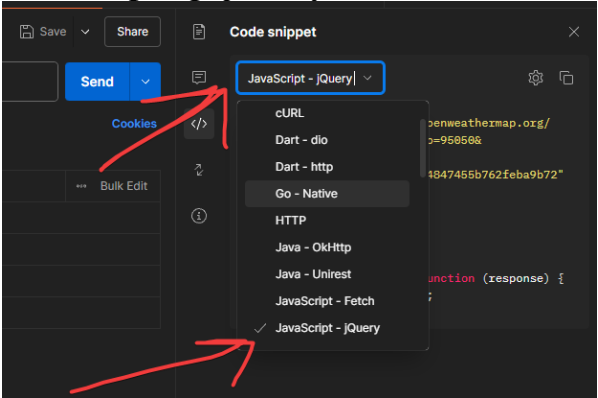 Save
Share
Code snippet
Send
JavaScript - jQuery
Cookies
</>
cURL
Dart - dio
Dart - http
Go - Native
HTTP
Java - OkHttp
Java - Unirest
JavaScript - Fetch
JavaScript - jQuery
penweathermap.org/
=95050&
4847455b762feba9b72"
Bulk Edit
unction (response) {
;